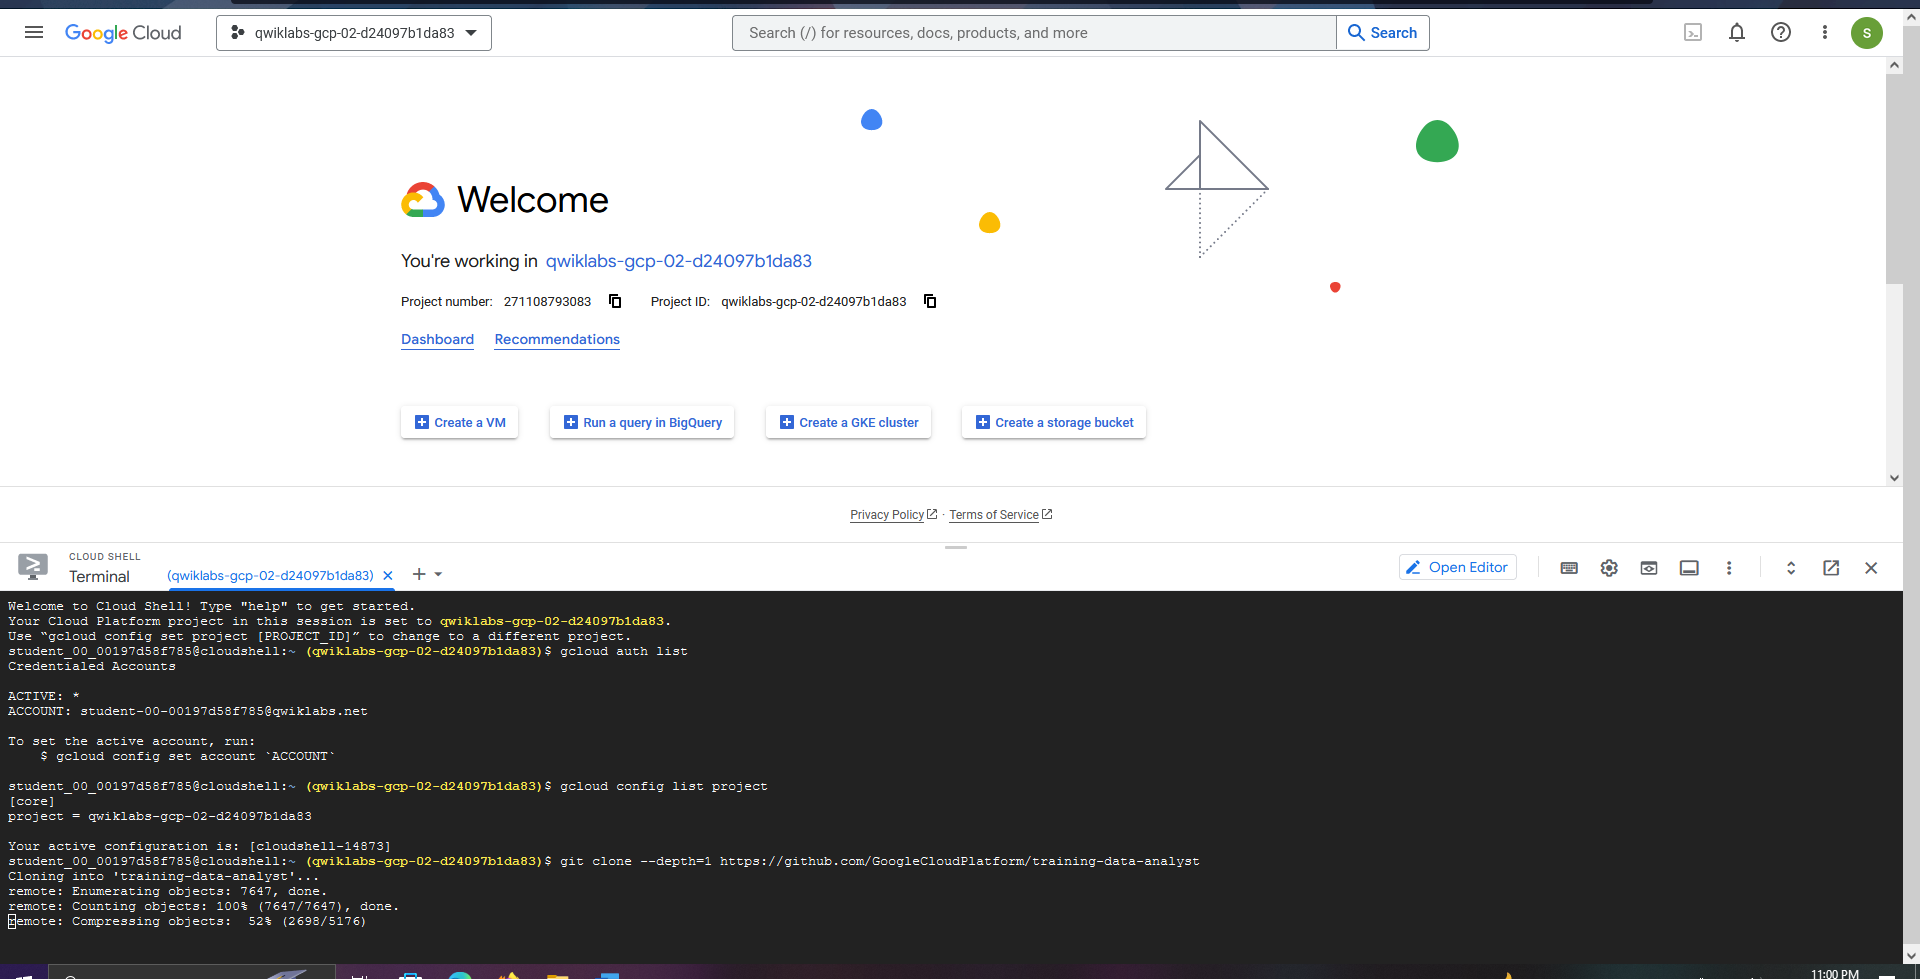 Google Cloud
qwiklabs-gcp-02-d24097b1da83
Search (/) for resources, docs, products, and more
Search
S
Welcome
You're working in qwiklabs-gcp-02-d24097b1da83
Project number: 271108793083 Project ID: qwiklabs-gcp-02-d24097b1da83
Dashboard Recommendations
Create a VM
Run a query in BigQuery
Create a GKE cluster
Create a storage bucket
Privacy Policy · Terms of Service
CLOUD SHELL
Terminal
(qwiklabs-gcp-02-d24097b1da83)
Open Editor
Welcome to Cloud Shell! Type "help" to get started.
Your Cloud Platform project in this session is set to qwiklabs-gcp-02-d24097b1da83.
Use “gcloud config set project [PROJECT_ID]” to change to a different project.
student_00_00197d58f785@cloudshell:~ (qwiklabs-gcp-02-d24097b1da83)$ gcloud auth list
Credentialed Accounts
ACTIVE: *
ACCOUNT: student-00-00197d58f785@qwiklabs.net
To set the active account, run:
$ gcloud config set account `ACCOUNT`
student_00_00197d58f785@cloudshell:~ (qwiklabs-gcp-02-d24097b1da83)$ gcloud config list project
[core]
project = qwiklabs-gcp-02-d24097b1da83
Your active configuration is: [cloudshell-14873]
student_00_00197d58f785@cloudshell:~ (qwiklabs-gcp-02-d24097b1da83)$ git clone --depth=1 https://github.com/GoogleCloudPlatform/training-data-analyst
Cloning into 'training-data-analyst'...
remote: Enumerating objects: 7647, done.
remote: Counting objects: 100% (7647/7647), done.
remote: Compressing objects: 52% (2698/5176)
11:00 PM